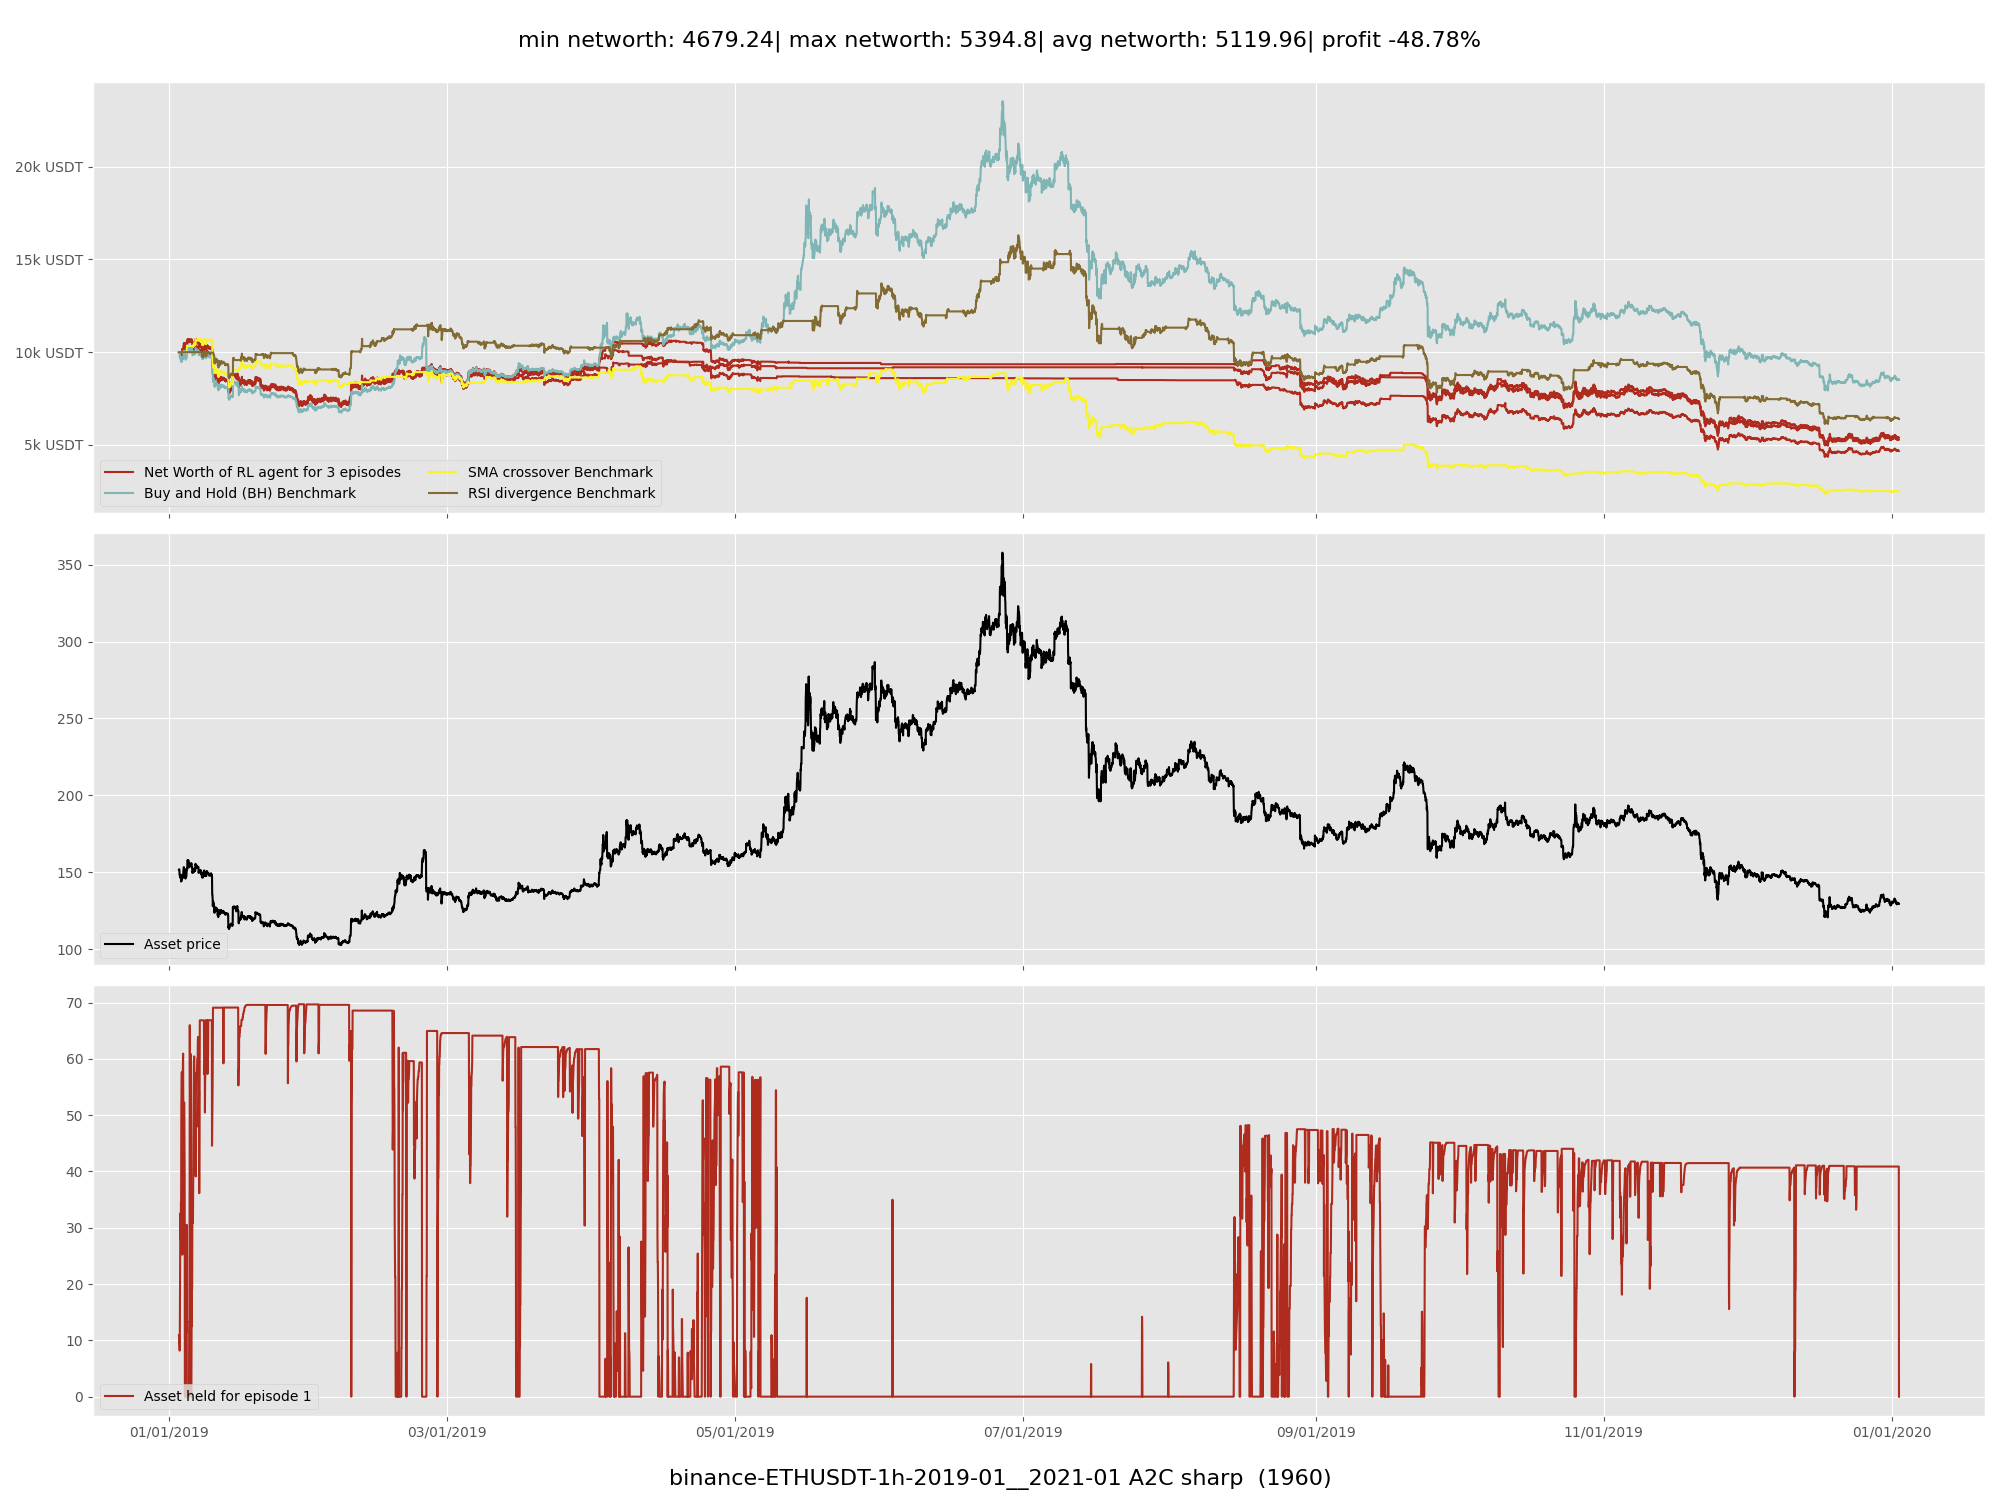 min networth: 4679.24| max networth: 5394.8| avg networth: 5119.96| profit -48.78%
20k USDT
15k USDT
10k USDT
5k USDT
Net Worth of RL agent for 3 episodes
Buy and Hold (BH) Benchmark
SMA crossover Benchmark
RSI divergence Benchmark
350
300
250
200
150
100
Asset price
70
60
50
40
30
20
10
0
Asset held for episode 1
01/01/2019 03/01/2019 05/01/2019 07/01/2019 09/01/2019 11/01/2019 01/01/2020
binance-ETHUSDT-1h-2019-01__2021-01 A2C sharp (1960)